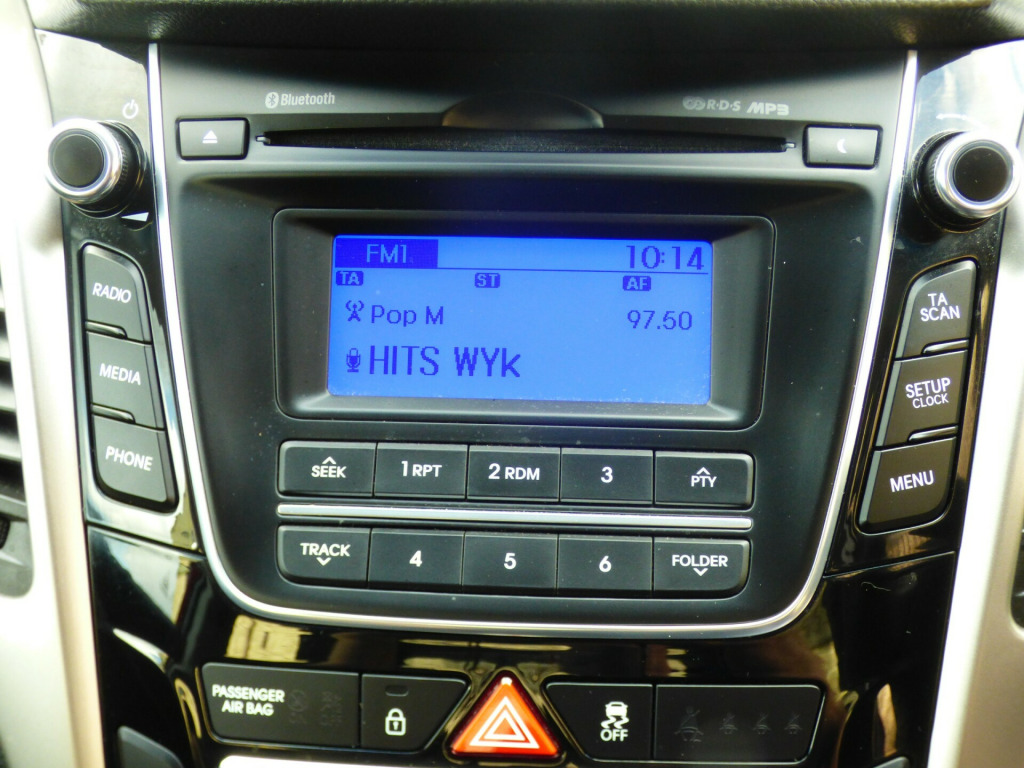 Bluetooth
R·D·S MP3
FM1
10:14
TA
ST
AF
Pop M
97.50
HITS WYk
RADIO
MEDIA
PHONE
TA
SCAN
SETUP
CLOCK
MENU
SEEK
1 RPT
2 RDM
3
PTY
TRACK
4
5
6
FOLDER
PASSENGER
AIR BAG
OFF